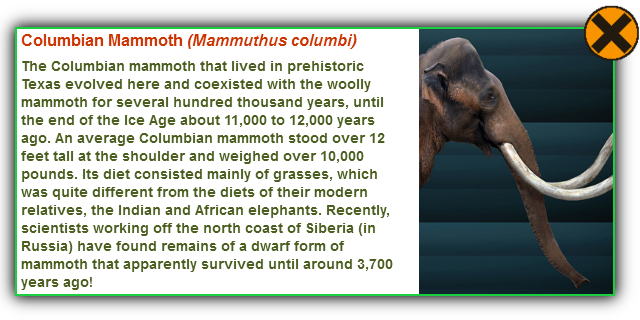 Columbian Mammoth (Mammuthus columbi)
The Columbian mammoth that lived in prehistoric
Texas evolved here and coexisted with the woolly
mammoth for several hundred thousand years, until
the end of the Ice Age about 11,000 to 12,000 years
ago. An average Columbian mammoth stood over 12
feet tall at the shoulder and weighed over 10,000
pounds. Its diet consisted mainly of grasses, which
was quite different from the diets of their modern
relatives, the Indian and African elephants. Recently,
scientists working off the north coast of Siberia (in
Russia) have found remains of a dwarf form of
mammoth that apparently survived until around 3,700
years ago!